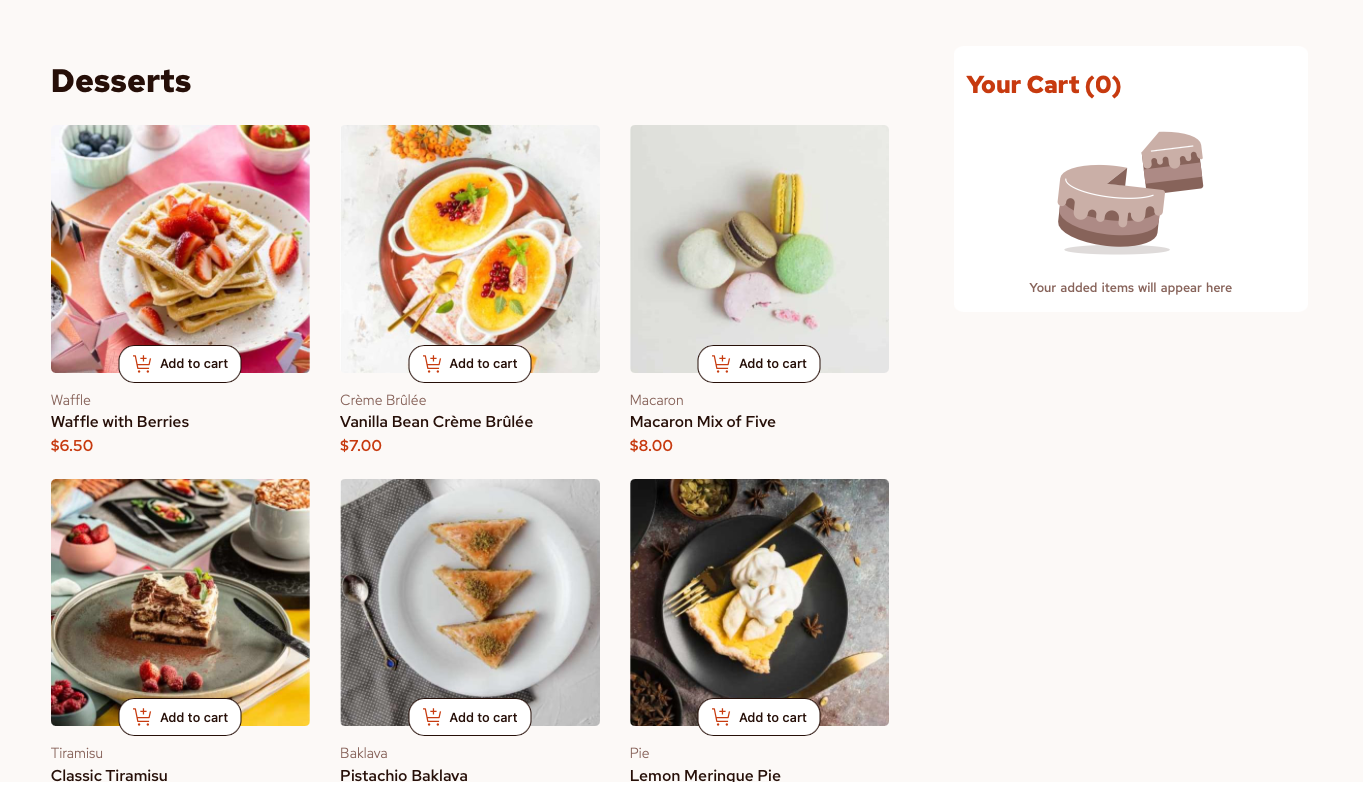 Desserts
Add to cart
Waffle
Waffle with Berries
$6.50
Add to cart
Crème Brûlée
Vanilla Bean Crème Brûlée
$7.00
Add to cart
Macaron
Macaron Mix of Five
$8.00
Add to cart
Tiramisu
Classic Tiramisu
Add to cart
Baklava
Pistachio Baklava
Add to cart
Pie
Lemon Meringue Pie
Your Cart (0)
Your added items will appear here